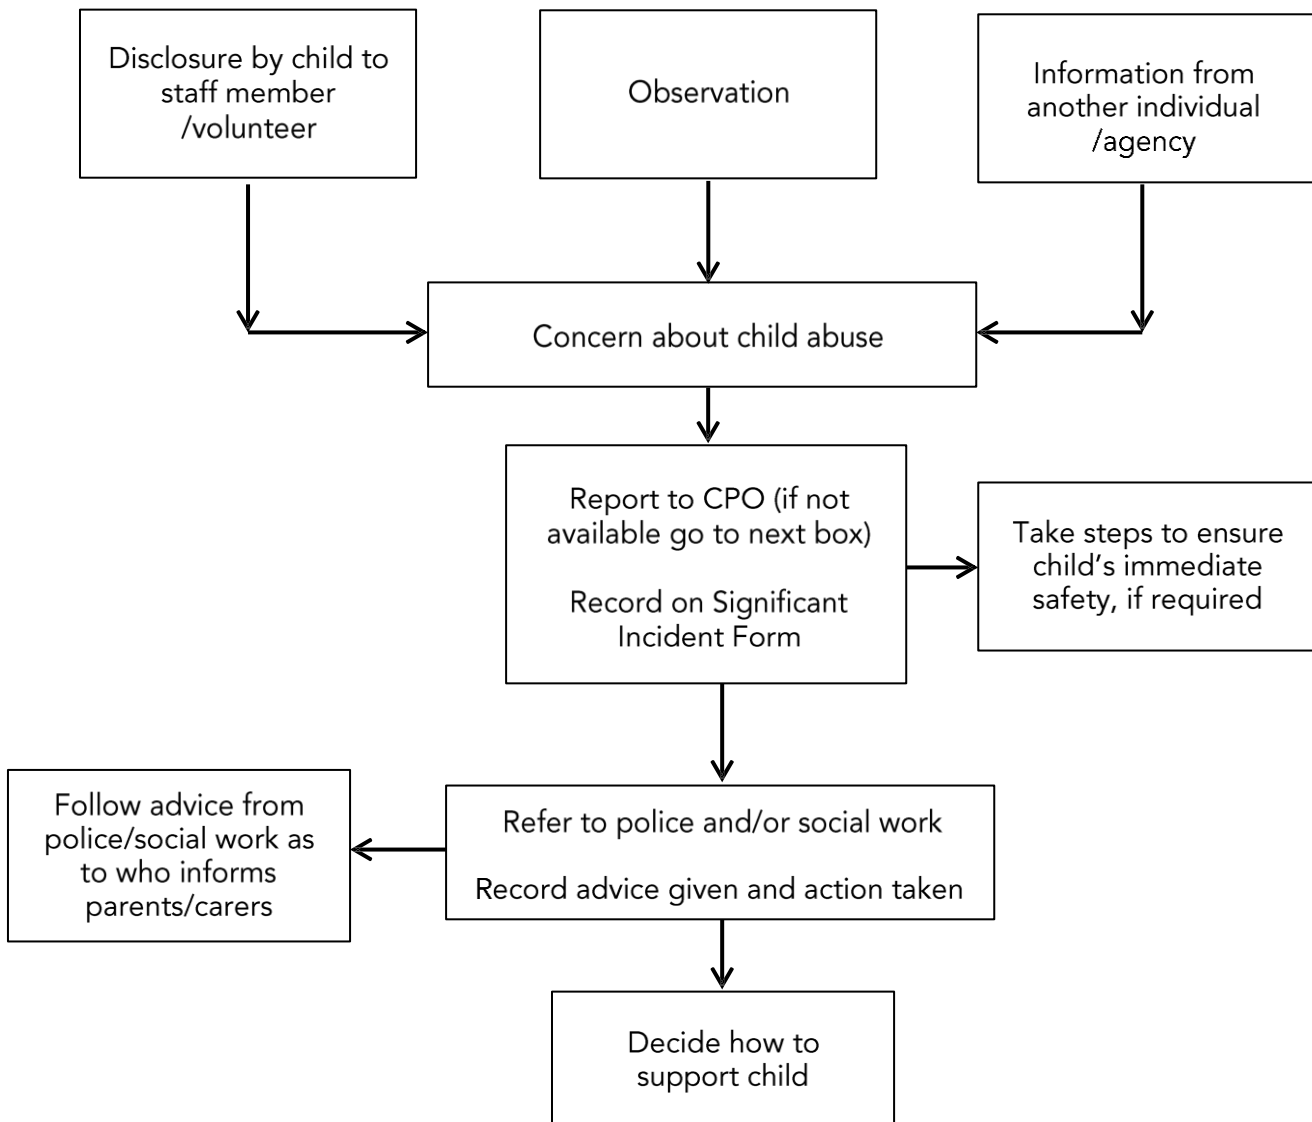 Disclosure by child to
staff member
/volunteer
Observation
Information from
another individual
/agency
Concern about child abuse
Report to CPO (if not
available go to next box)
Record on Significant
Incident Form
Take steps to ensure
child’s immediate
safety, if required
Refer to police and/or social work
Record advice given and action taken
Follow advice from
police/social work as
to who informs
parents/carers
Decide how to
support child